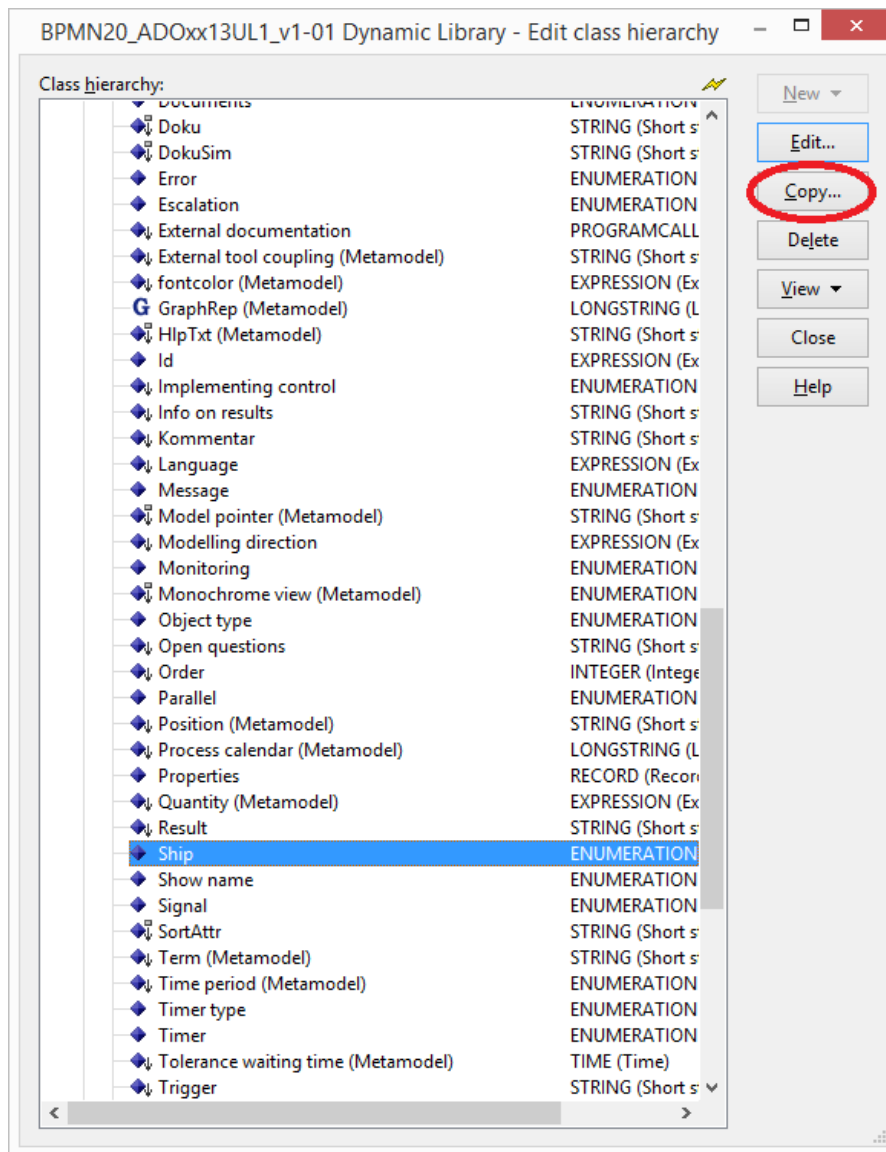 BPMN20_ADOxx13UL1_v1-01 Dynamic Library - Edit class hierarchy
Class hierarchy:
New
Edit...
Copy...
Delete
View
Close
Help
Documents ENUMERATION
Doku STRING (Short s
DokuSim STRING (Short s
Error ENUMERATION
Escalation ENUMERATION
External documentation PROGRAMCALL
External tool coupling (Metamodel) STRING (Short s
fontcolor (Metamodel) EXPRESSION (Ex
G GraphRep (Metamodel) LONGSTRING (L
HlpTxt (Metamodel) STRING (Short s
Id EXPRESSION (Ex
Implementing control ENUMERATION
Info on results STRING (Short s
Kommentar STRING (Short s
Language EXPRESSION (Ex
Message ENUMERATION
Model pointer (Metamodel) STRING (Short s
Modelling direction EXPRESSION (Ex
Monitoring ENUMERATION
Monochrome view (Metamodel) ENUMERATION
Object type ENUMERATION
Open questions STRING (Short s
Order INTEGER (Intege
Parallel ENUMERATION
Position (Metamodel) STRING (Short s
Process calendar (Metamodel) LONGSTRING (L
Properties RECORD (Recor
Quantity (Metamodel) EXPRESSION (Ex
Result STRING (Short s
Ship ENUMERATION
Show name ENUMERATION
Signal ENUMERATION
SortAttr STRING (Short s
Term (Metamodel) STRING (Short s
Time period (Metamodel) ENUMERATION
Timer type ENUMERATION
Timer ENUMERATION
Tolerance waiting time (Metamodel) TIME (Time)
Trigger STRING (Short s